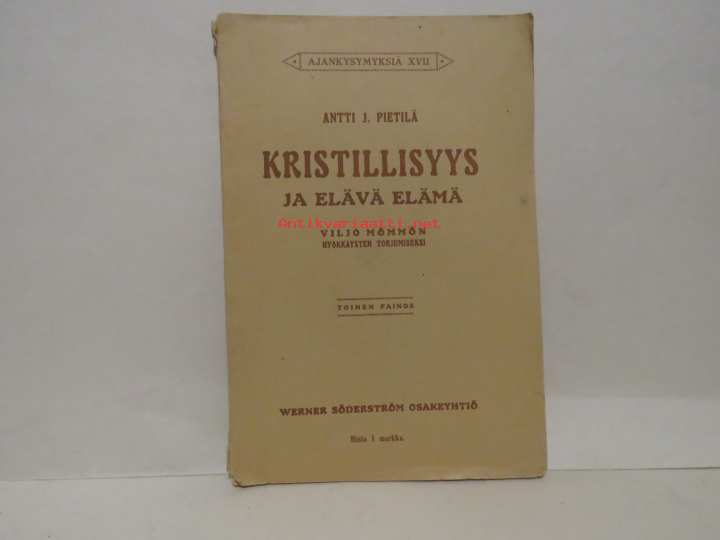 AJANKYSYMYKSIÄ XVII
ANTTI J. PIETILÄ
KRISTILLISYYS
JA ELÄVÄ ELÄMÄ
Antikvariaatti.net
VILJO MÖMMÖN
HYÖKKÄYSTEN TORJUMISEKSI
TOINEN PAINOS
WERNER SÖDERSTRÖM OSAKEYHTIÖ
Hinta 1 markka.